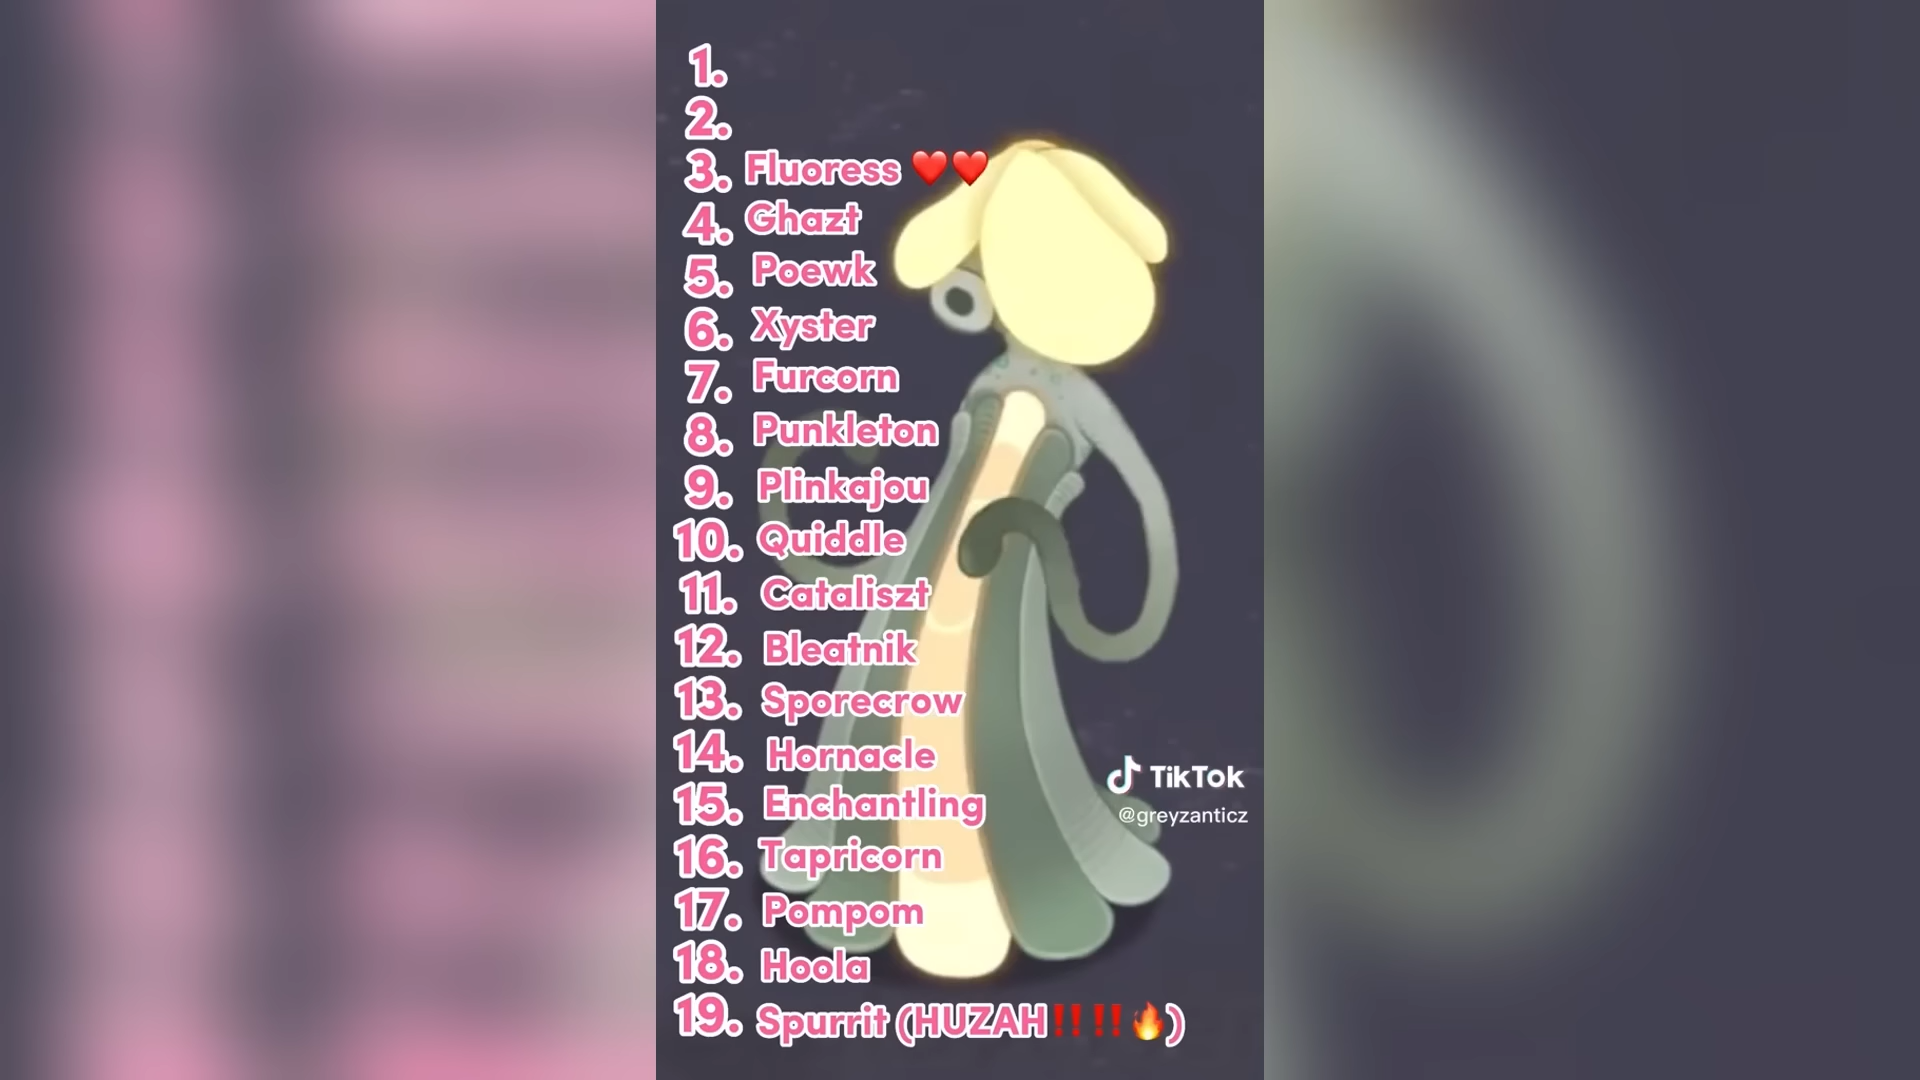 1.
2.
3. Fluoress ❤️❤️
4. Ghazt
5. Poewk
6. Xyster
7. Furcorn
8. Punkleton
9. Plinkajou
10. Quiddle
11. Cataliszt
12. Bleatnik
13. Sporecrow
14. Hornacle
15. Enchantling
16. Tapricorn
17. Pompom
18. Hoola
19. Spurrit (HUZAH‼️‼️🔥)
TikTok
@greyzanticz